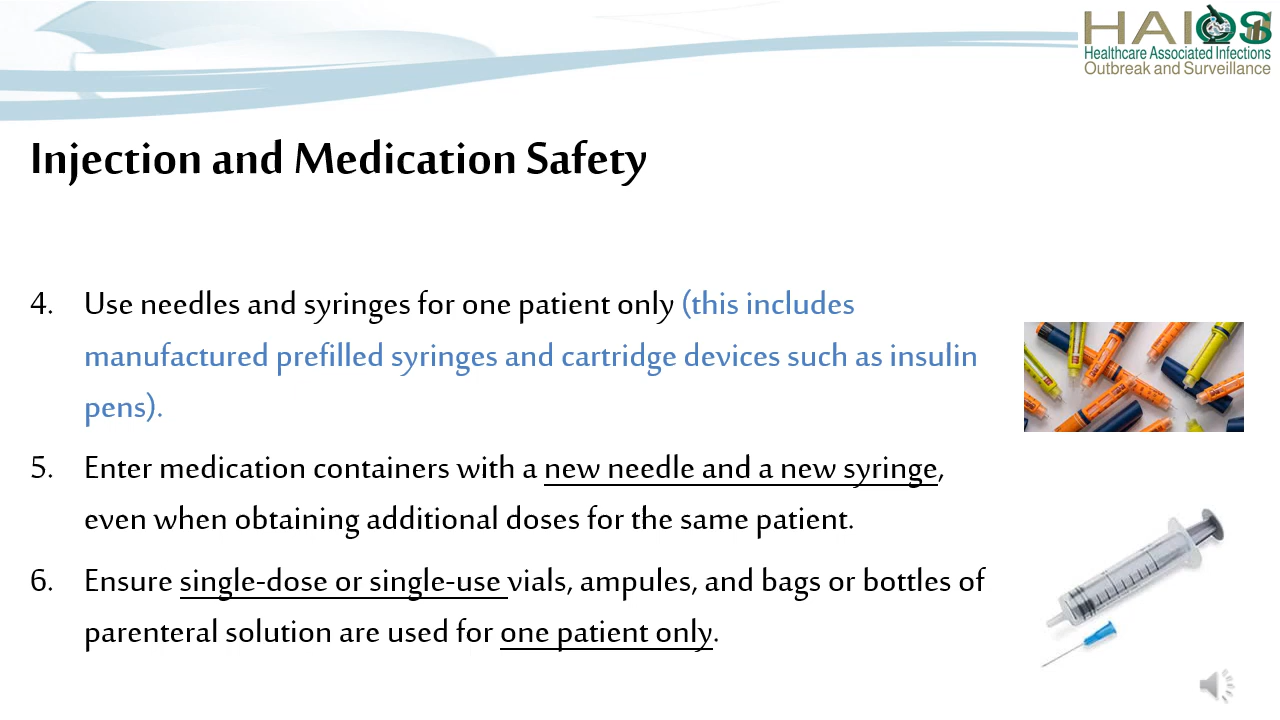 HAIOS
Healthcare Associated Infections
Outbreak and Surveillance
Injection and Medication Safety
4. Use needles and syringes for one patient only (this includes
manufactured prefilled syringes and cartridge devices such as insulin
pens).
5. Enter medication containers with a new needle and a new syringe,
even when obtaining additional doses for the same patient.
6. Ensure single-dose or single-use vials, ampules, and bags or bottles of
parenteral solution are used for one patient only.